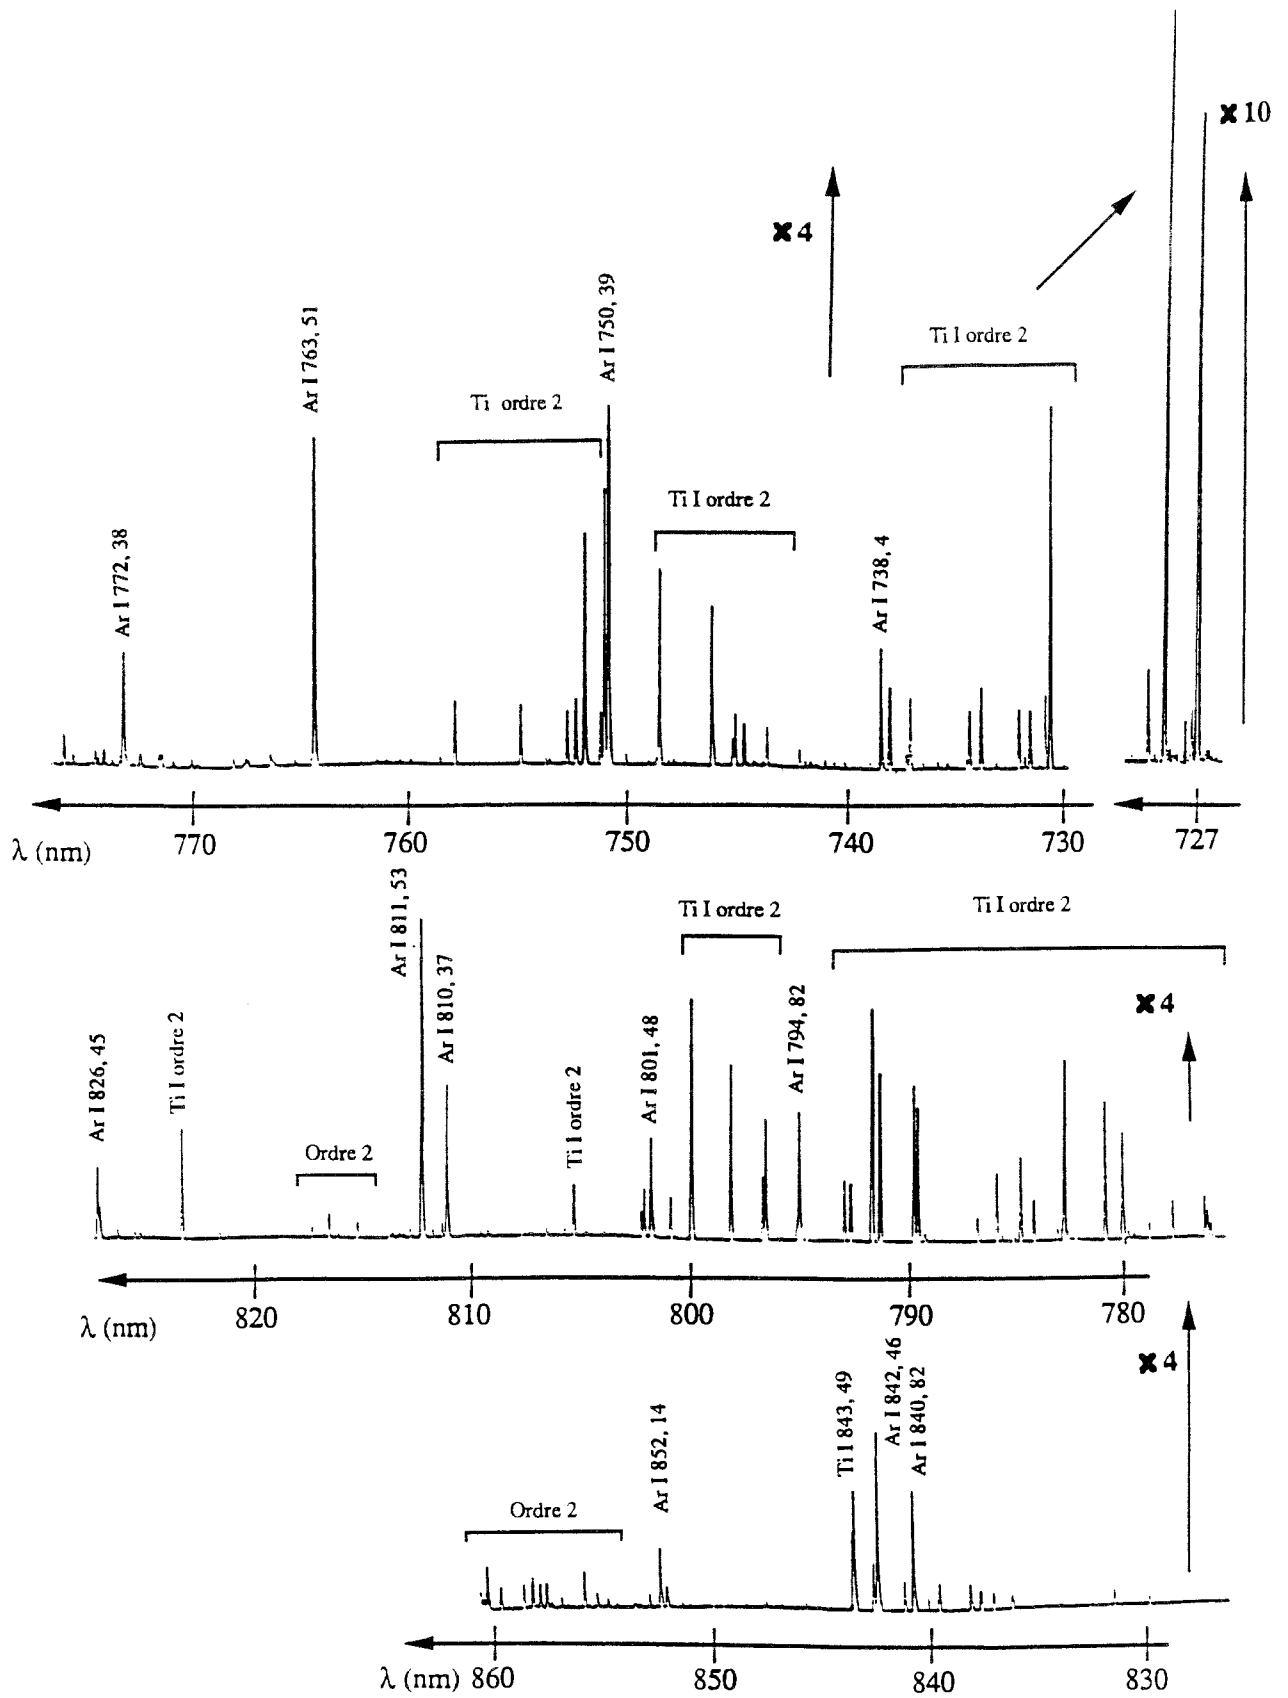 × 10
× 4
Ti I ordre 2
Ar I 750, 39
Ar I 763, 51
Ti ordre 2
Ti I ordre 2
Ar I 738, 4
Ar I 772, 38
770
760
750
740
730
727
λ (nm)
Ar I 811, 53
Ti I ordre 2
Ti I ordre 2
Ar I 810, 37
Ar I 794, 82
× 4
Ti I ordre 2
Ar I 826, 45
Ar I 801, 48
Ti I ordre 2
Ordre 2
820
810
800
790
780
λ (nm)
Ar I 842, 46
× 4
Ar I 840, 82
Ti I 843, 49
Ar I 852, 14
Ordre 2
λ (nm)
860
850
840
830